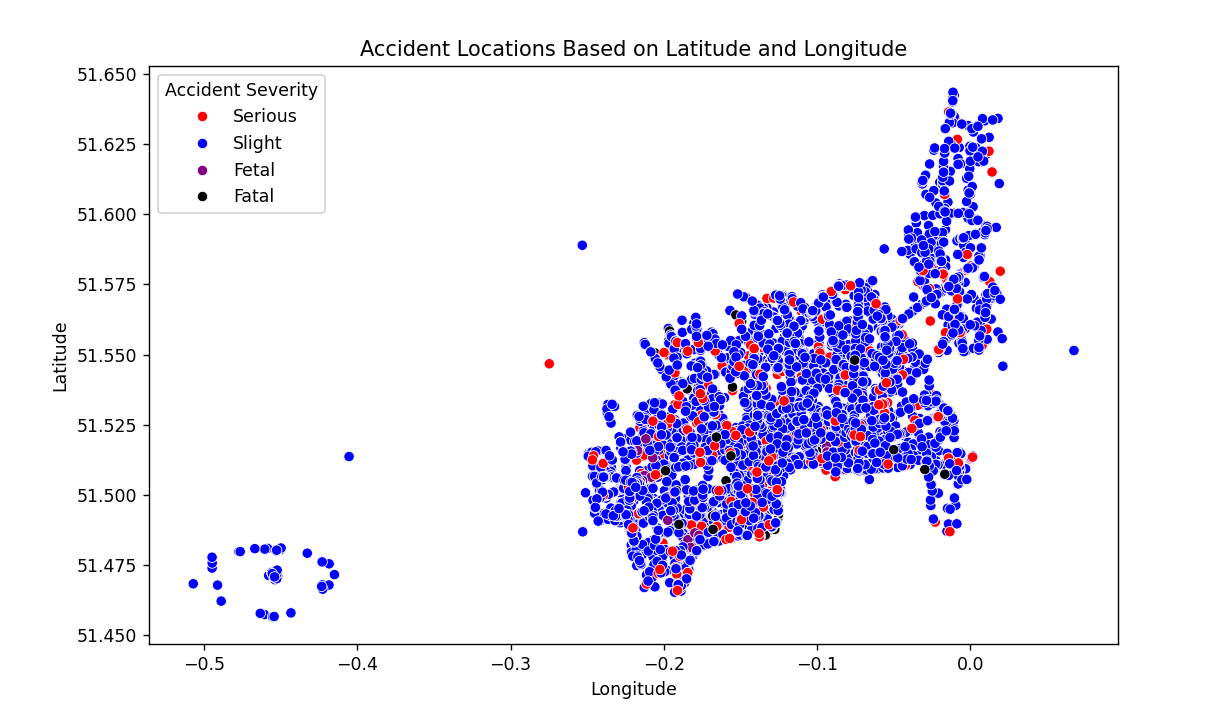 Accident Locations Based on Latitude and Longitude
Accident Severity
Serious
Slight
Fetal
Fatal
51.650
51.625
51.600
51.575
51.550
51.525
51.500
51.475
51.450
Latitude
−0.5
−0.4
−0.3
−0.2
−0.1
0.0
Longitude